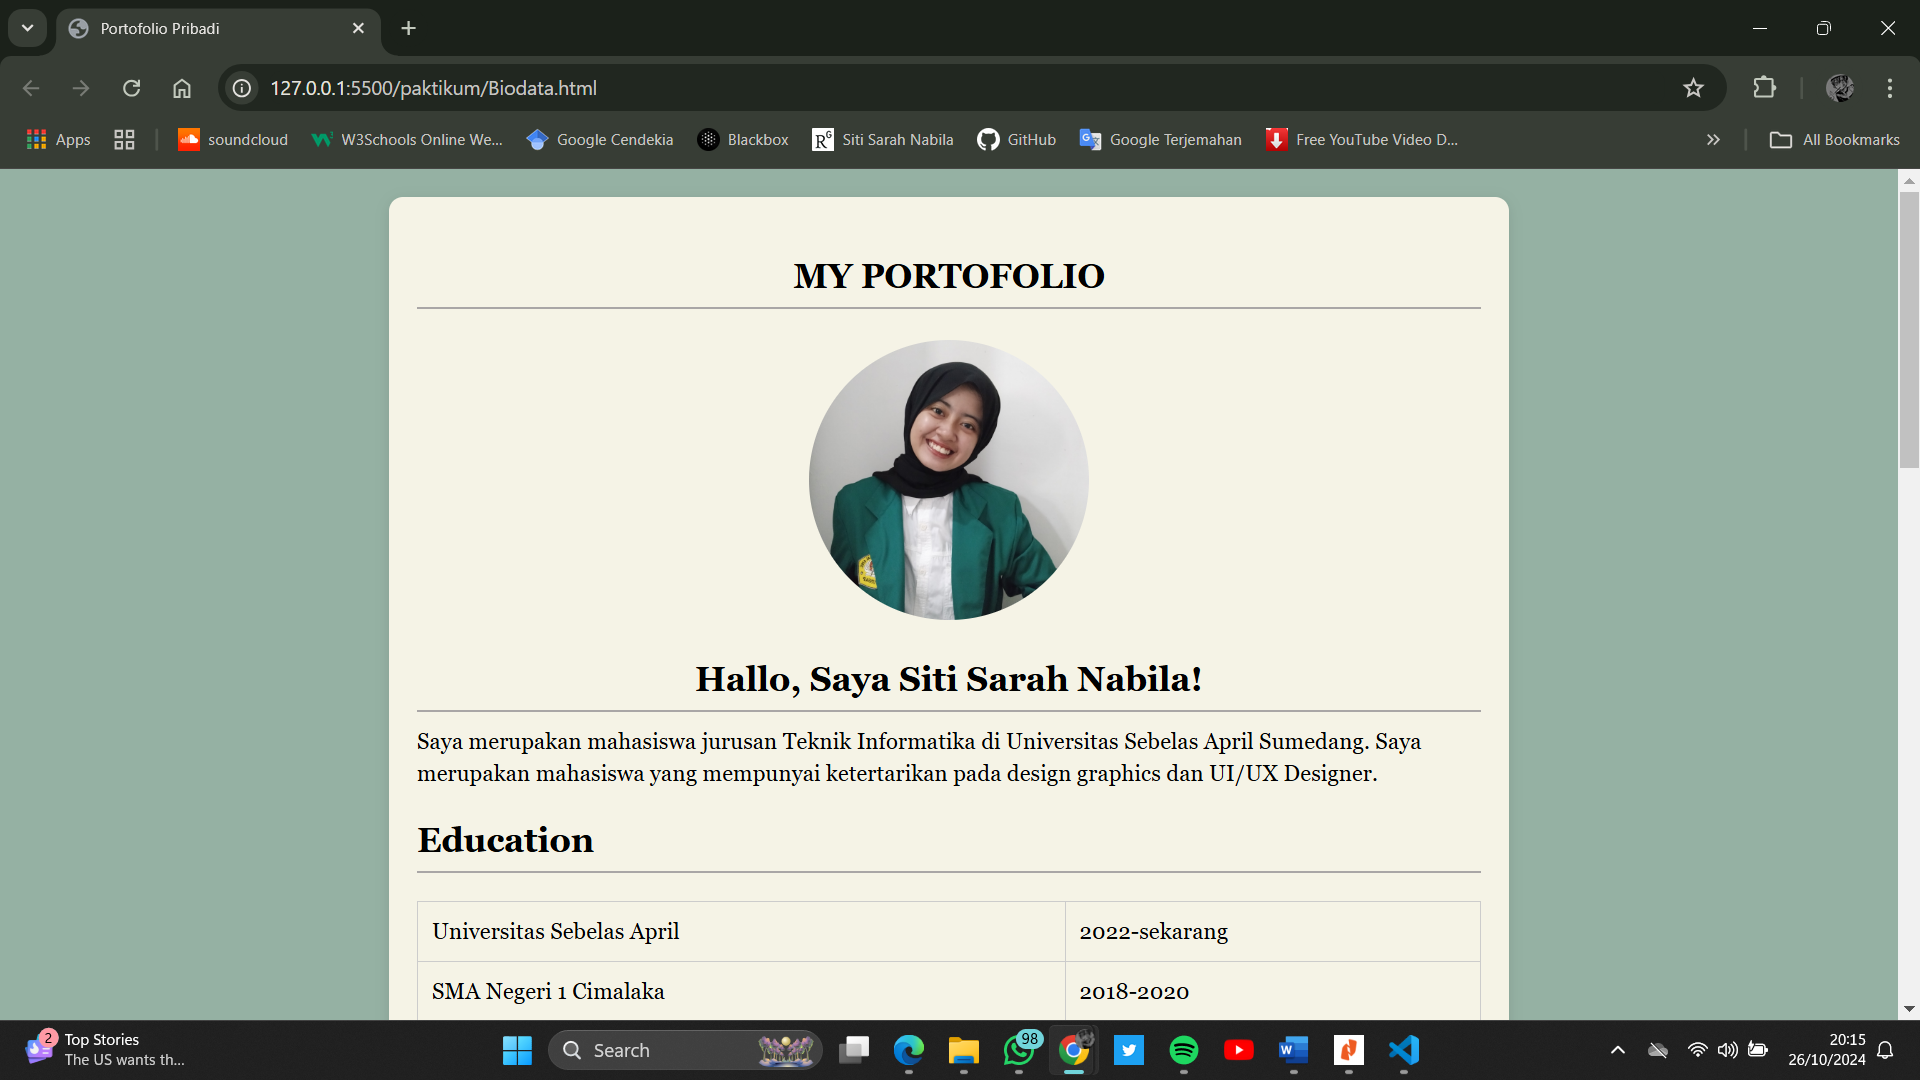 Portofolio Pribadi
127.0.0.1:5500/paktikum/Biodata.html
Apps
soundcloud
W3Schools Online We...
Google Cendekia
Blackbox
Siti Sarah Nabila
GitHub
Google Terjemahan
Free YouTube Video D...
All Bookmarks
MY PORTOFOLIO
Hallo, Saya Siti Sarah Nabila!
Saya merupakan mahasiswa jurusan Teknik Informatika di Universitas Sebelas April Sumedang. Saya
merupakan mahasiswa yang mempunyai ketertarikan pada design graphics dan UI/UX Designer.
Education
Universitas Sebelas April 2022-sekarang
SMA Negeri 1 Cimalaka 2018-2020
2
Top Stories
The US wants th...
Search
98
20:15
26/10/2024